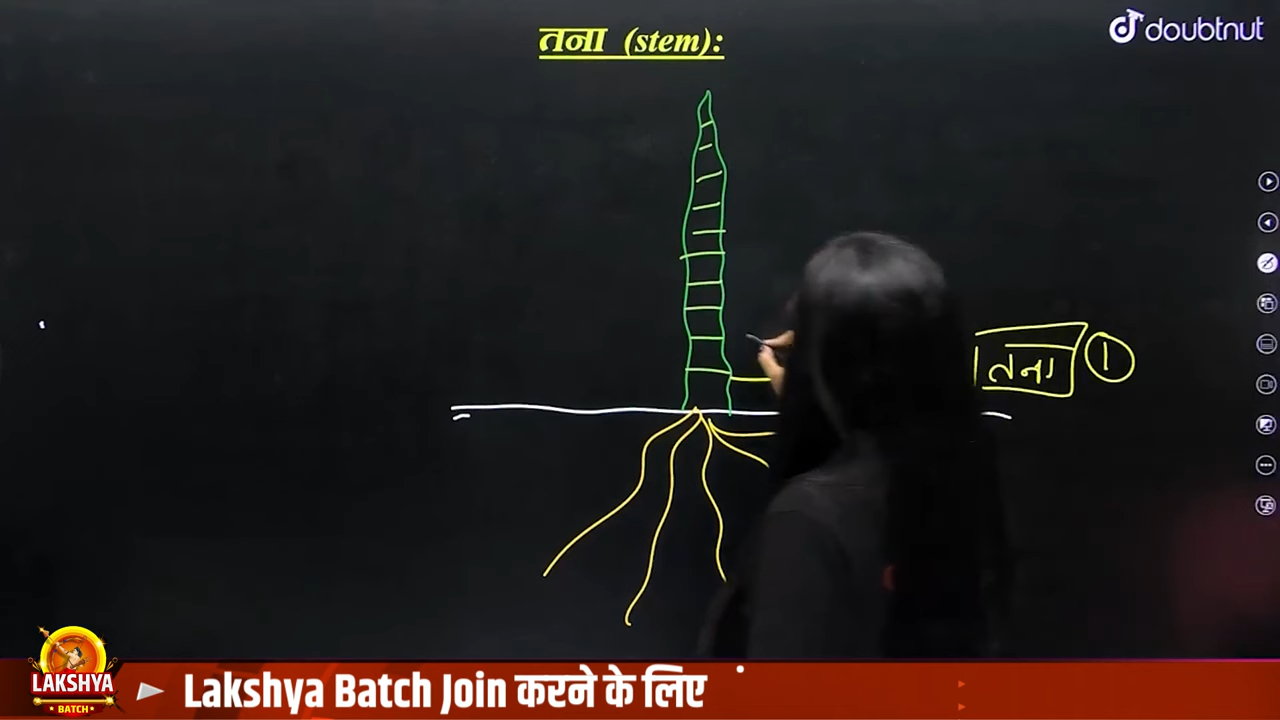 तना (stem):
doubtnut
तना 1
LAKSHYA
BATCH
Lakshya Batch Join करने के लिए